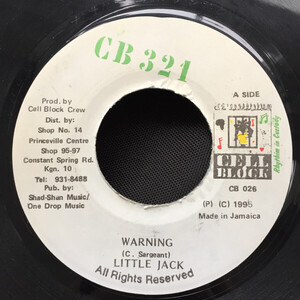 CB 321
Prod. by
Cell Block Crew
Dist. by
Shop No. 14
Princeville Centre
Shop 95-97
Constant Spring Rd.
Kgn. 10
Tel: 931-8488
Pub. by:
Shad-Shan Music/
One Drop Music
A SIDE
Rhythm in Custody
CELL
BLOCK
CB 026
(P) (C) 1995
Made in Jamaica
WARNING
(C. Sargeant)
LITTLE JACK
All Rights Reserved